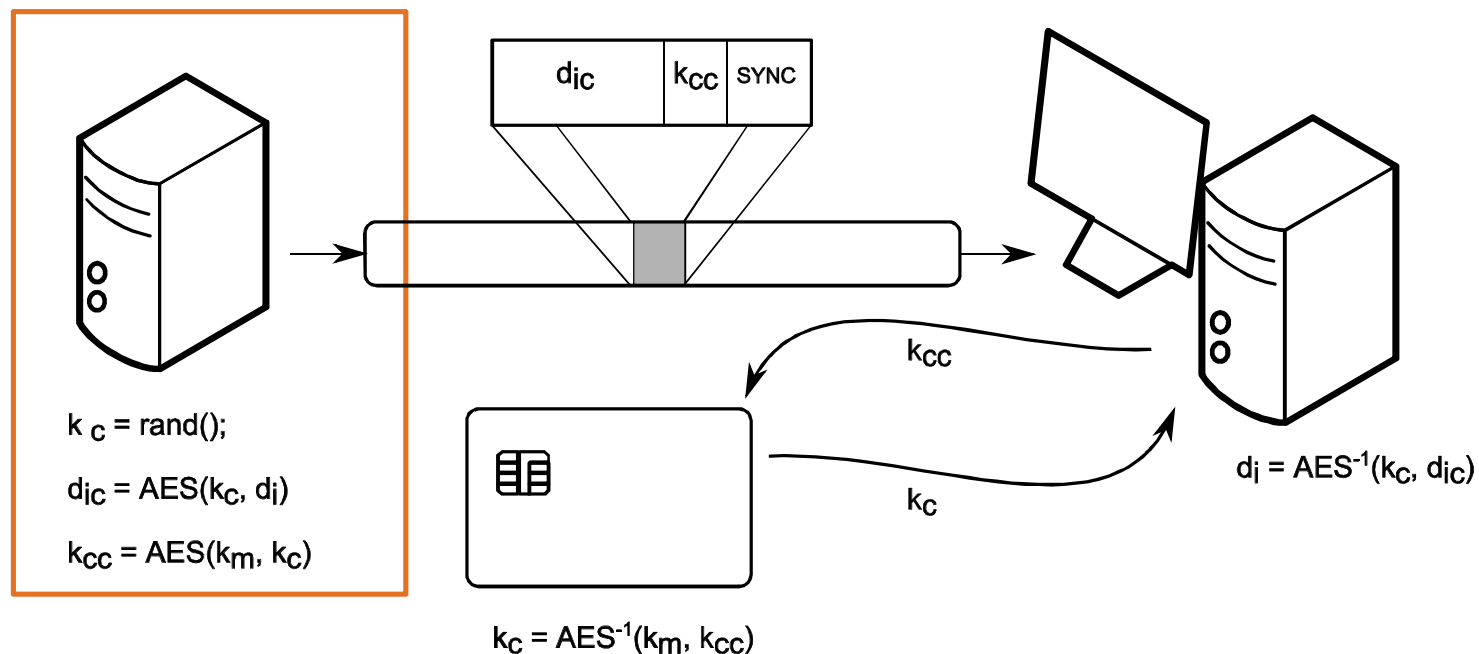 dic kcc SYNC
kcc
kc
k c = rand();
dic = AES(kc, di)
kcc = AES(km, kc)
di = AES⁻¹(kc, dic)
kc = AES⁻¹(km, kcc)